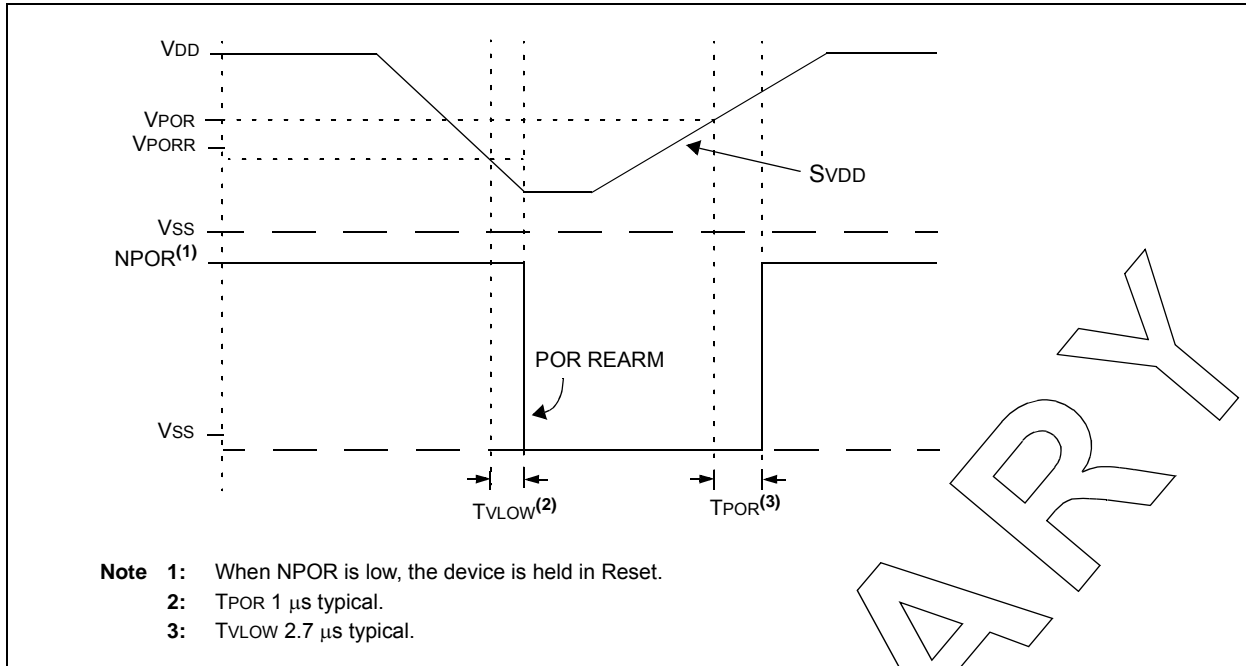 VDD
VPOR
VPORR
SVDD
VSS
NPOR(1)
POR REARM
VSS
TVLOW(2)
TPOR(3)
Note 1: When NPOR is low, the device is held in Reset.
2: TPOR 1 μs typical.
3: TVLOW 2.7 μs typical.
A R Y